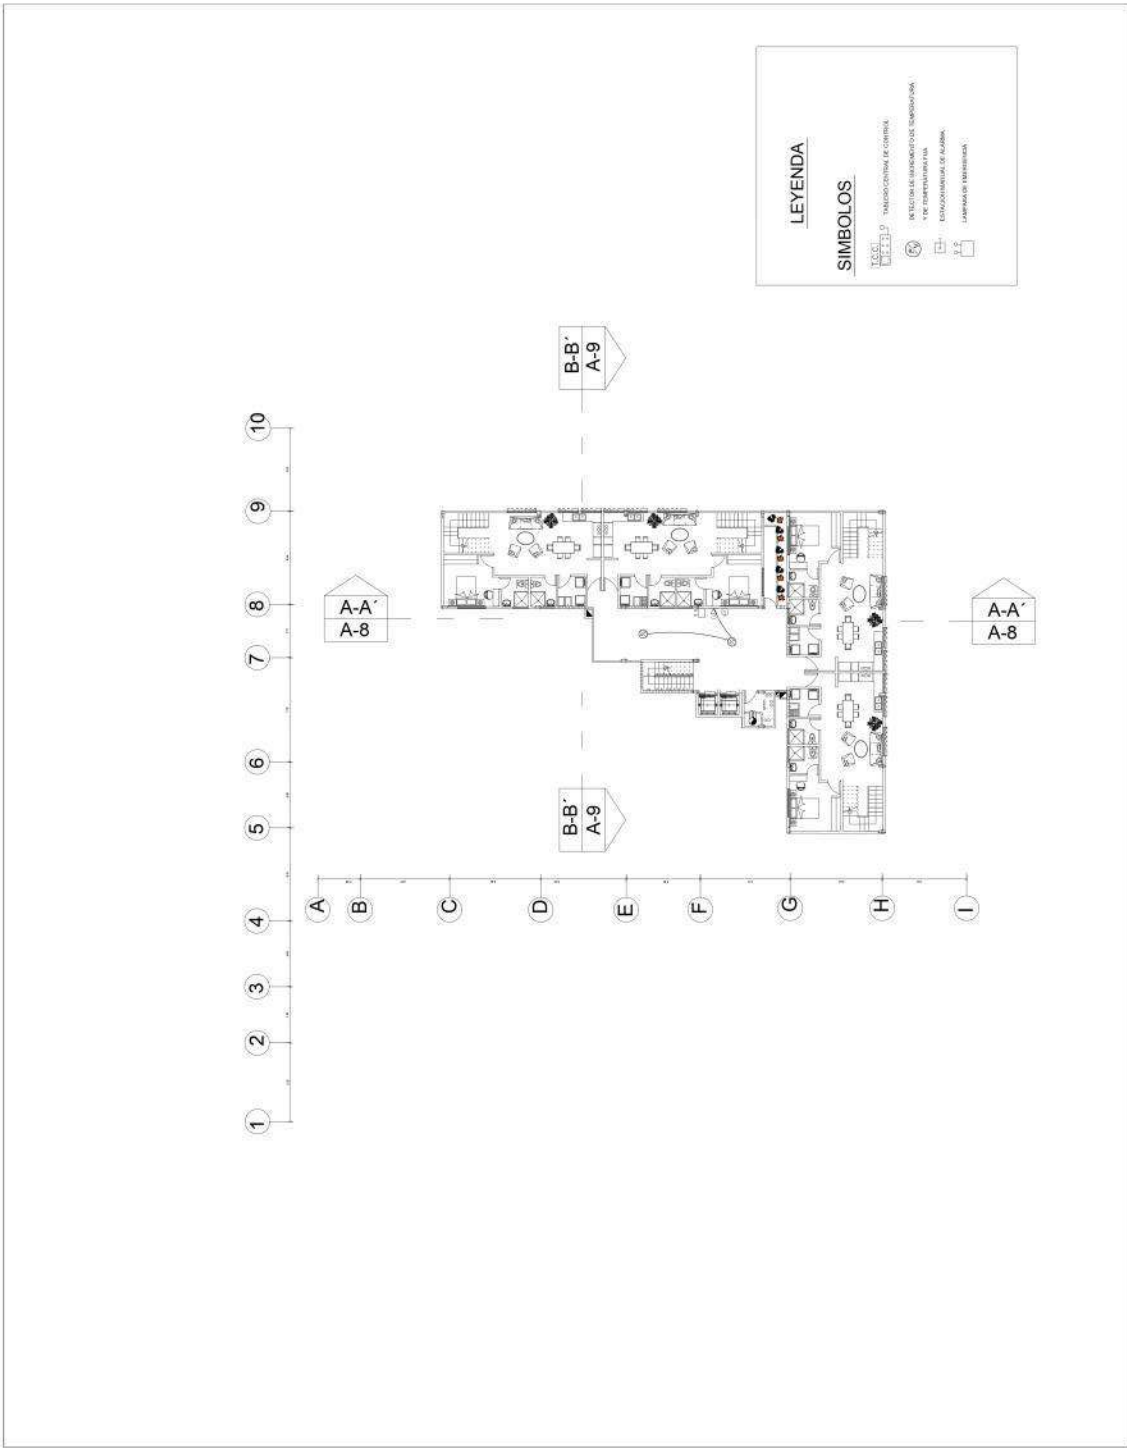 LEYENDA
SIMBOLOS
T.C.C.
TABLERO CENTRAL DE CONTROL
DETECTOR DE INCREMENTO DE TEMPERATURA
Y DE TEMPERATURA FIJA
ESTACION MANUAL DE ALARMA
LAMPARA DE EMERGENCIA
B-B´
A-9
10
9
8
7
6
5
4
3
2
1
A-A´
A-8
A-A´
A-8
B-B´
A-9
A
B
C
D
E
F
G
H
I